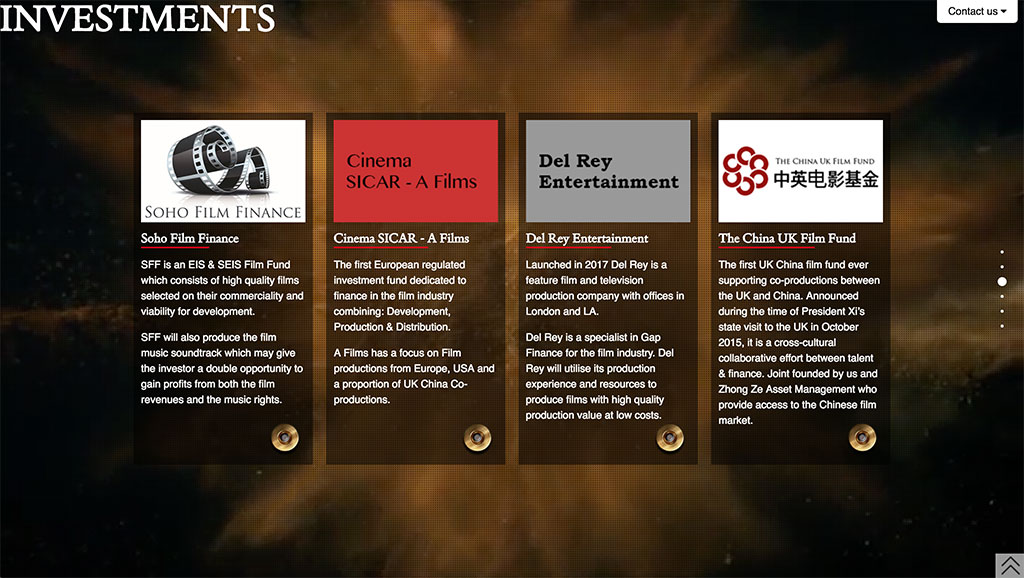 INVESTMENTS
Contact us
SOHO FILM FINANCE
Soho Film Finance
SFF is an EIS & SEIS Film Fund
which consists of high quality films
selected on their commerciality and
viability for development.
SFF will also produce the film
music soundtrack which may give
the investor a double opportunity to
gain profits from both the film
revenues and the music rights.
Cinema
SICAR - A Films
Cinema SICAR - A Films
The first European regulated
investment fund dedicated to
finance in the film industry
combining: Development,
Production & Distribution.
A Films has a focus on Film
productions from Europe, USA and
a proportion of UK China Co-
productions.
Del Rey
Entertainment
Del Rey Entertainment
Launched in 2017 Del Rey is a
feature film and television
production company with offices in
London and LA.
Del Rey is a specialist in Gap
Finance for the film industry. Del
Rey will utilise its production
experience and resources to
produce films with high quality
production value at low costs.
THE CHINA UK FILM FUND
中英电影基金
The China UK Film Fund
The first UK China film fund ever
supporting co-productions between
the UK and China. Announced
during the time of President Xi's
state visit to the UK in October
2015, it is a cross-cultural
collaborative effort between talent
& finance. Joint founded by us and
Zhong Ze Asset Management who
provide access to the Chinese film
market.